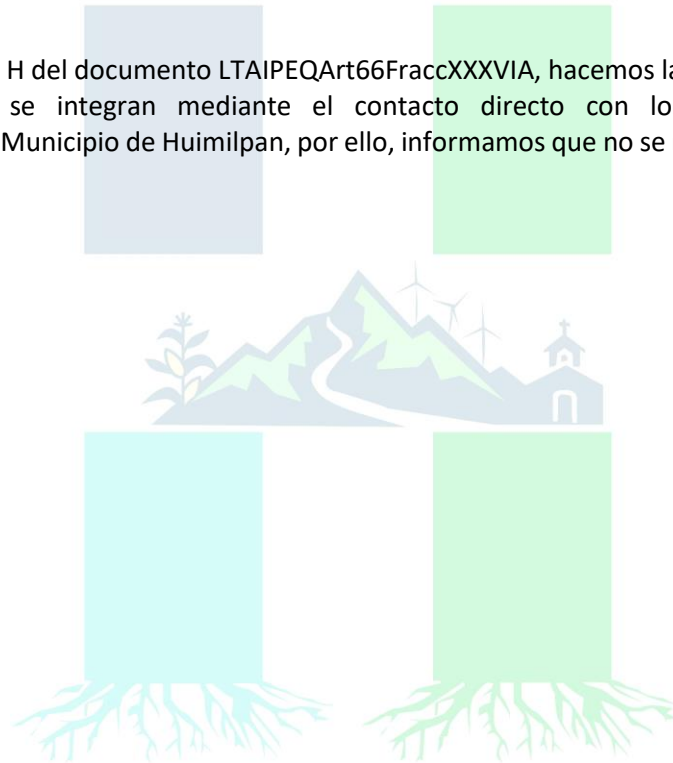 H del documento LTAIPEQArt66FraccXXXVIA, hacemos la
se integran mediante el contacto directo con lo
Municipio de Huimilpan, por ello, informamos que no se